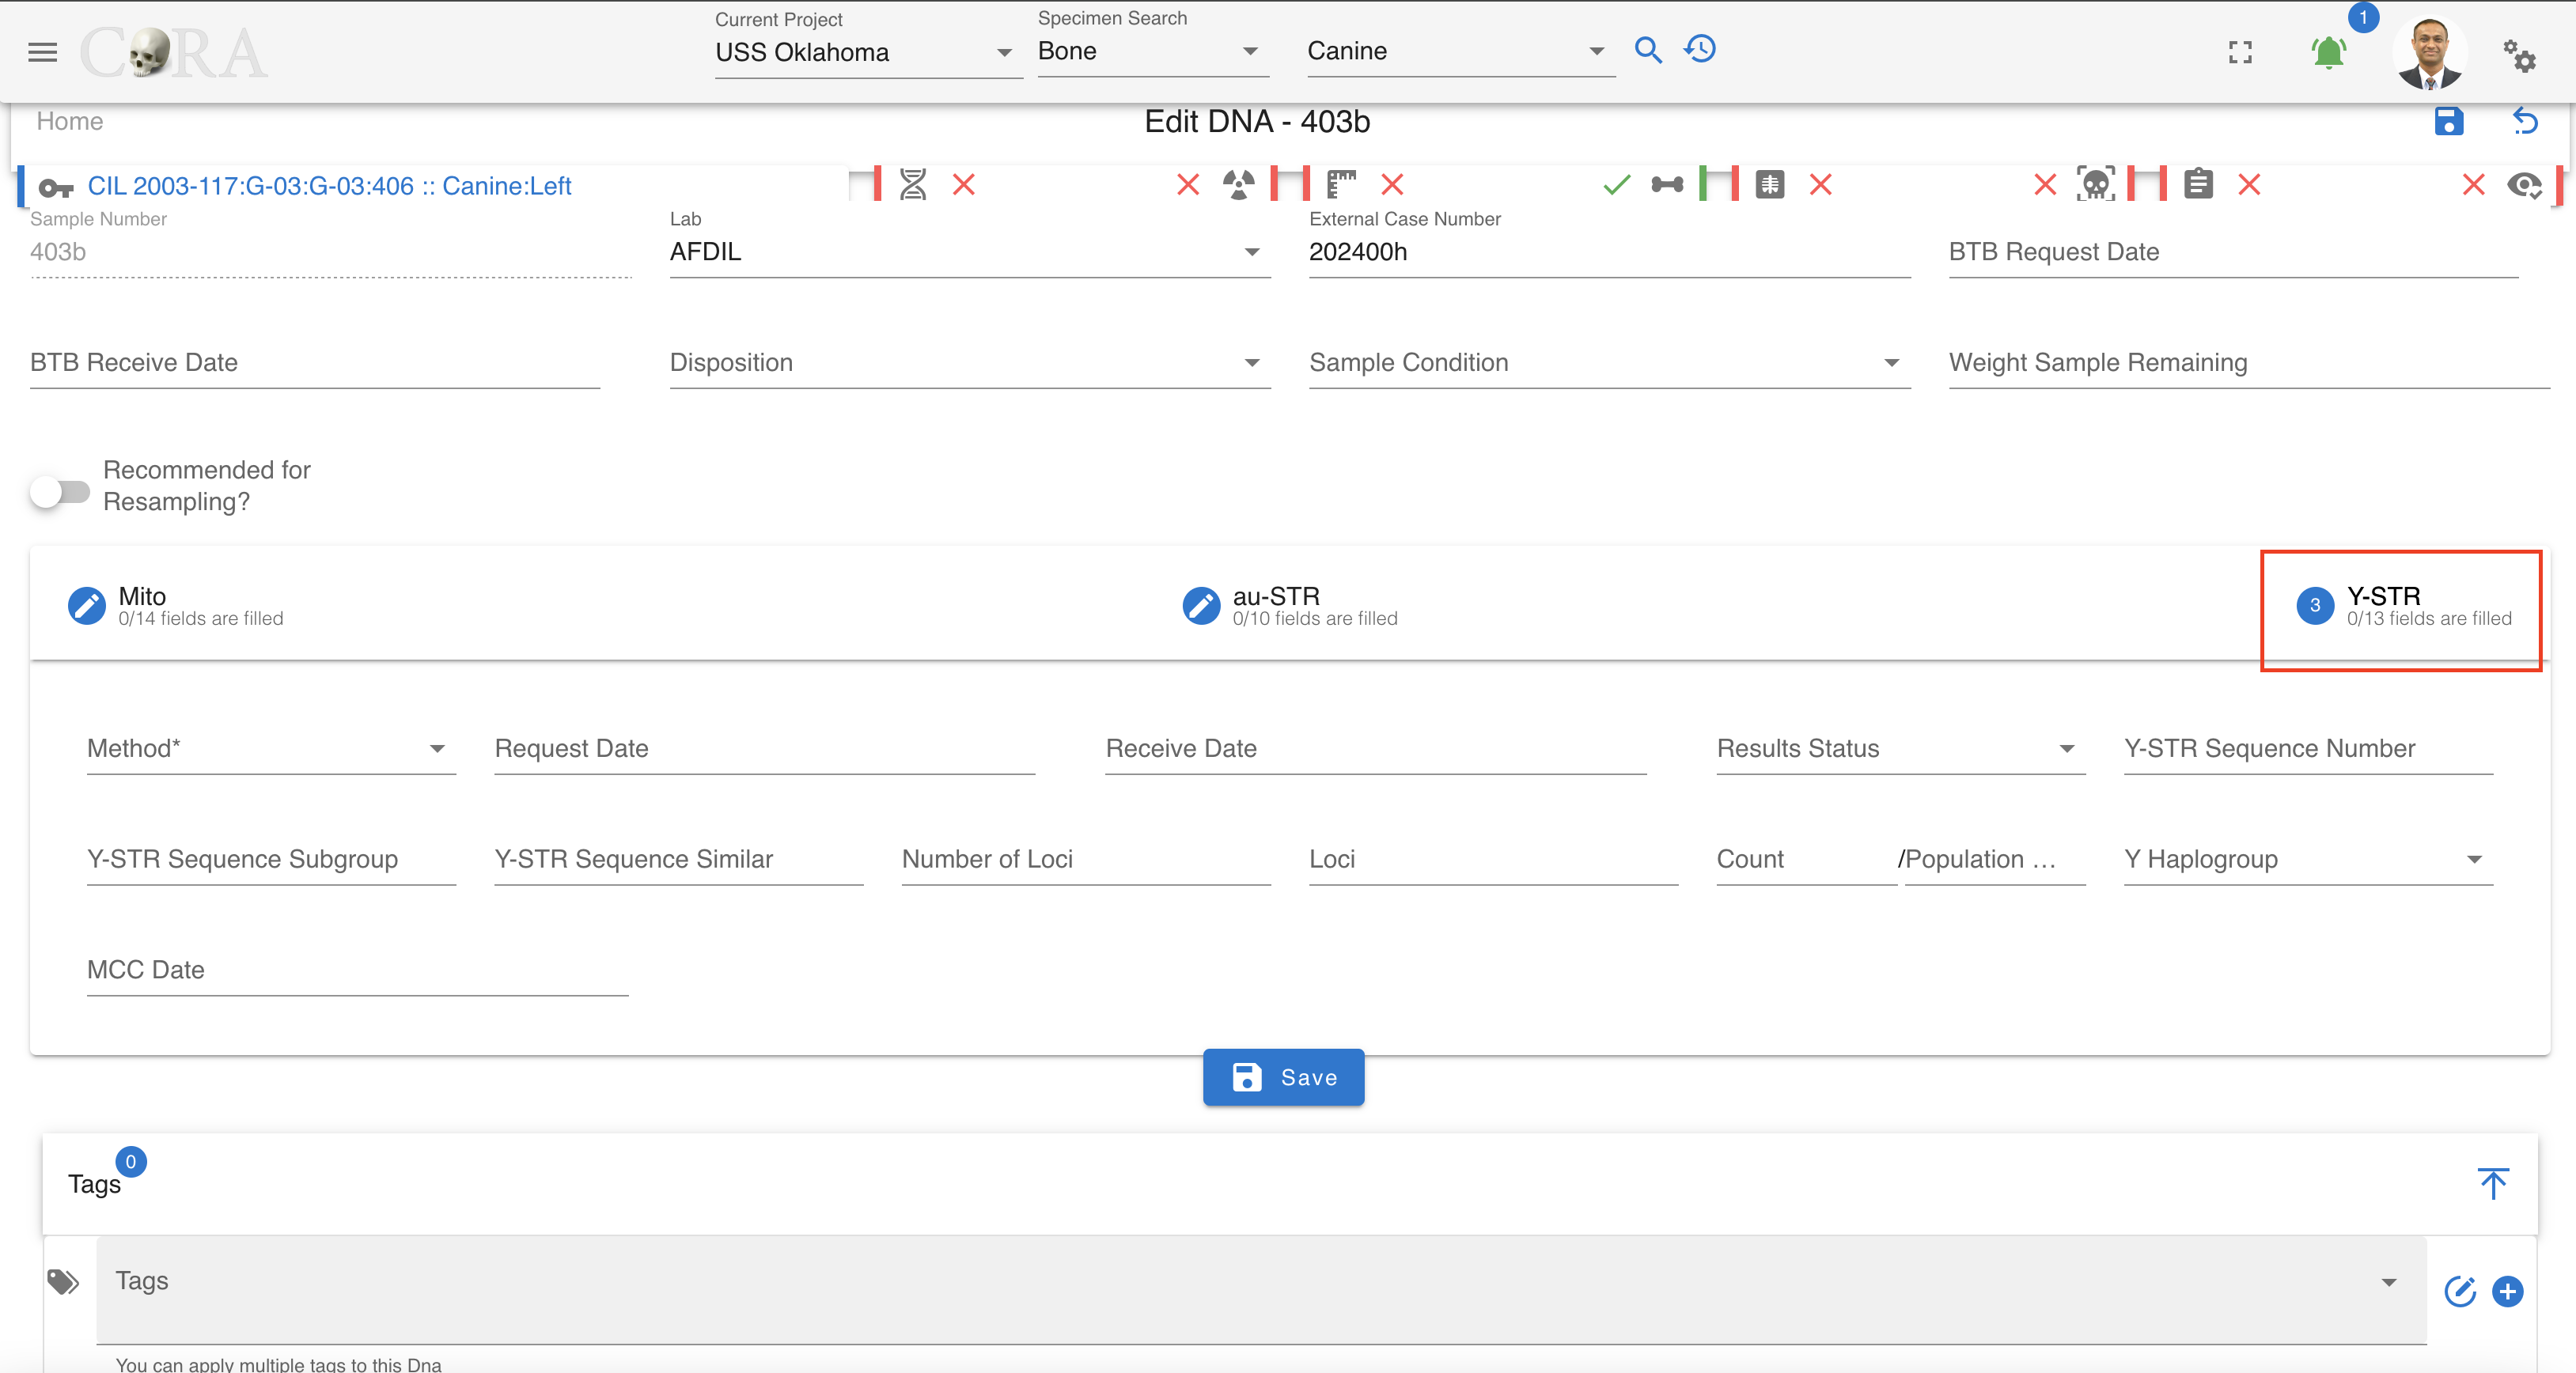 Current Project
Specimen Search
CORA
USS Oklahoma
Bone
Canine
1
Home
Edit DNA - 403b
CIL 2003-117:G-03:G-03:406 :: Canine:Left
Sample Number
403b
Lab
AFDIL
External Case Number
202400h
BTB Request Date
BTB Receive Date
Disposition
Sample Condition
Weight Sample Remaining
Recommended for
Resampling?
Mito
0/14 fields are filled
au-STR
0/10 fields are filled
3
Y-STR
0/13 fields are filled
Method*
Request Date
Receive Date
Results Status
Y-STR Sequence Number
Y-STR Sequence Subgroup
Y-STR Sequence Similar
Number of Loci
Loci
Count
/Population …
Y Haplogroup
MCC Date
Save
Tags
0
Tags
You can apply multiple tags to this Dna